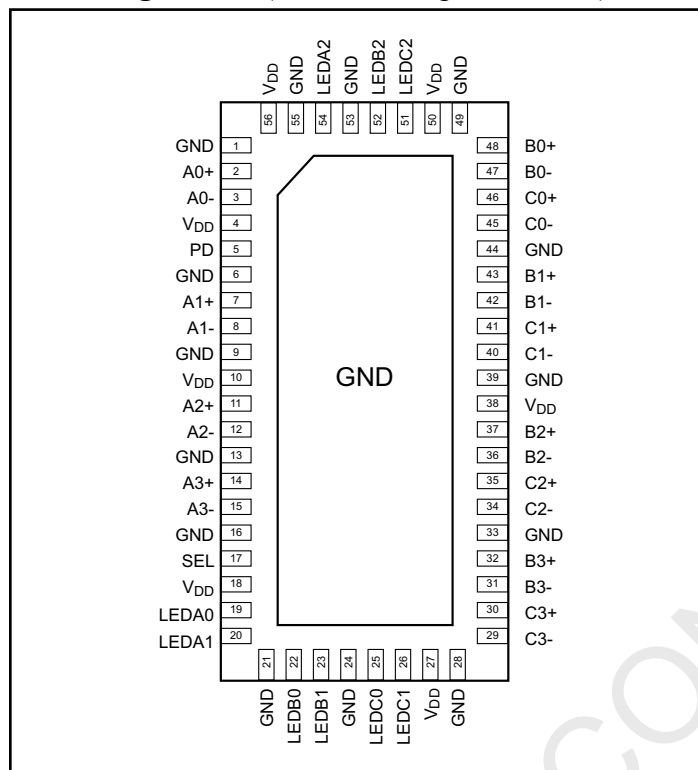 VDD GND LEDA2 GND LEDB2 LEDC2 VDD GND
56 55 54 53 52 51 50 49
GND 1
A0+ 2
A0- 3
VDD 4
PD 5
GND 6
A1+ 7
A1- 8
GND 9
VDD 10
A2+ 11
A2- 12
GND 13
A3+ 14
A3- 15
GND 16
SEL 17
VDD 18
LEDA0 19
LEDA1 20
GND
48 B0+
47 B0-
46 C0+
45 C0-
44 GND
43 B1+
42 B1-
41 C1+
40 C1-
39 GND
38 VDD
37 B2+
36 B2-
35 C2+
34 C2-
33 GND
32 B3+
31 B3-
30 C3+
29 C3-
21 22 23 24 25 26 27 28
GND LEDB0 LEDB1 GND LEDC0 LEDC1 VDD GND